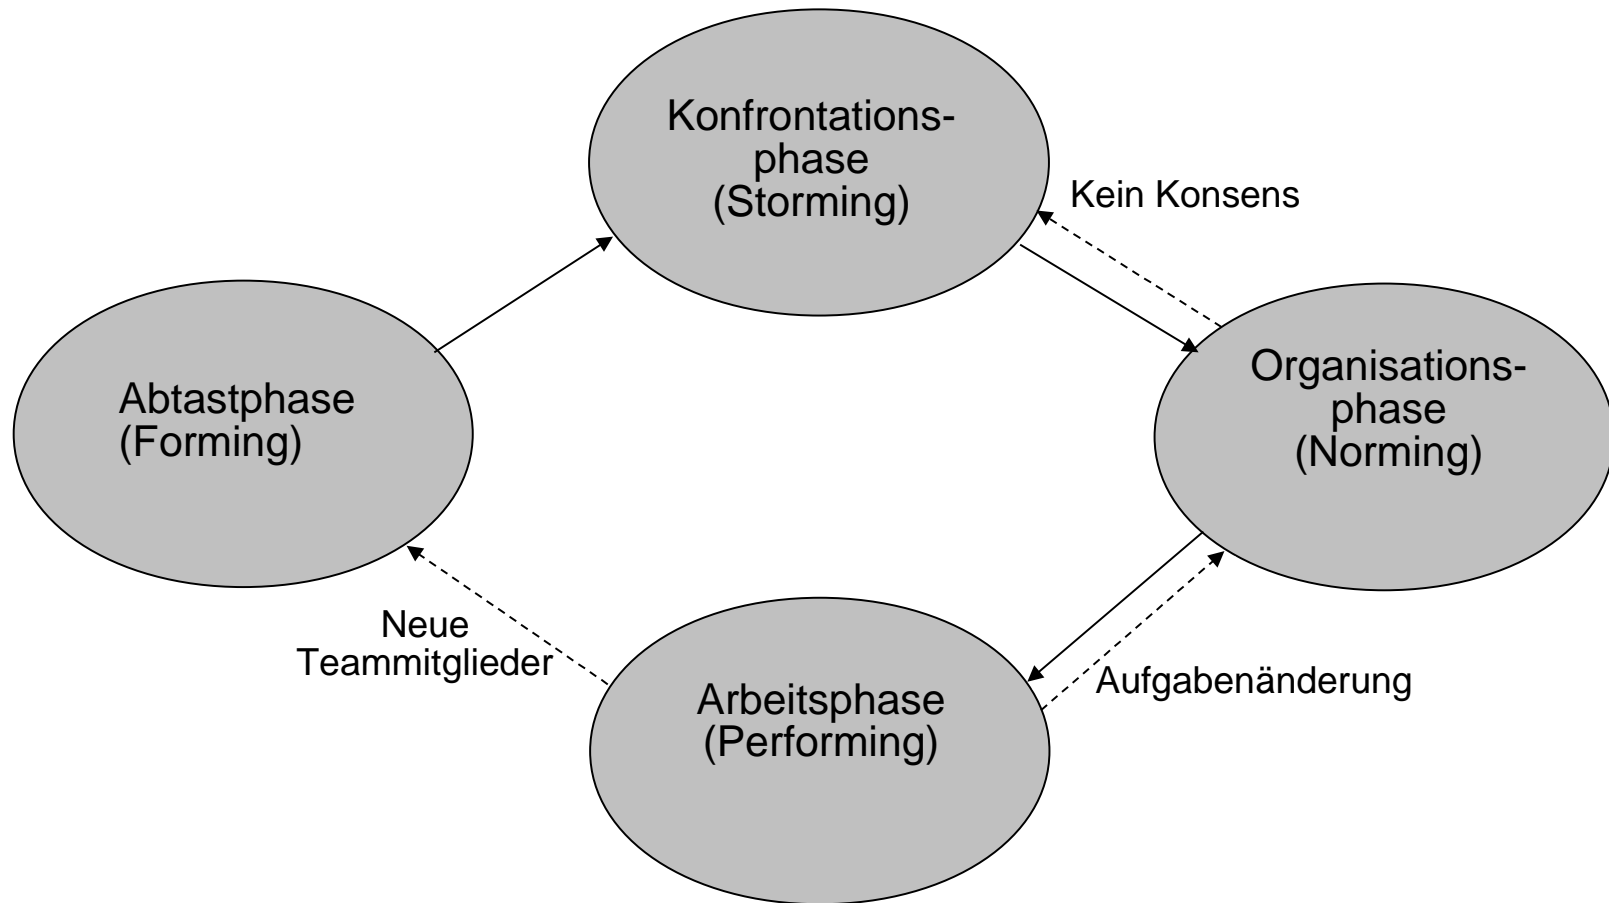 Konfrontations-
phase
(Storming)
Kein Konsens
Organisations-
phase
(Norming)
Abtastphase
(Forming)
Neue
Teammitglieder
Arbeitsphase
(Performing)
Aufgabenänderung